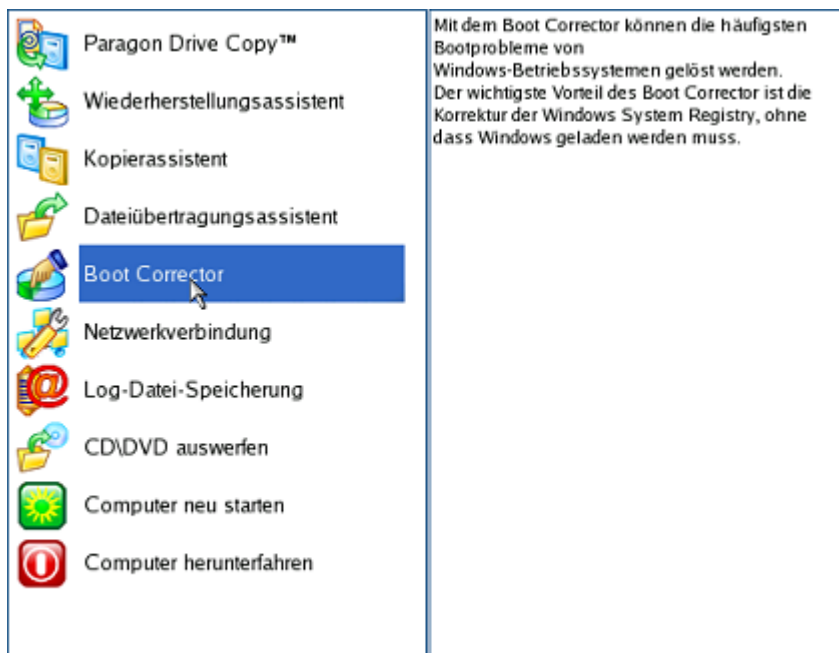 Paragon Drive Copy™
Wiederherstellungsassistent
Kopierassistent
Dateiübertragungsassistent
Boot Corrector
Netzwerkverbindung
Log-Datei-Speicherung
CD\DVD auswerfen
Computer neu starten
Computer herunterfahren
Mit dem Boot Corrector können die häufigsten
Bootprobleme von
Windows-Betriebssystemen gelöst werden.
Der wichtigste Vorteil des Boot Corrector ist die
Korrektur der Windows System Registry, ohne
dass Windows geladen werden muss.